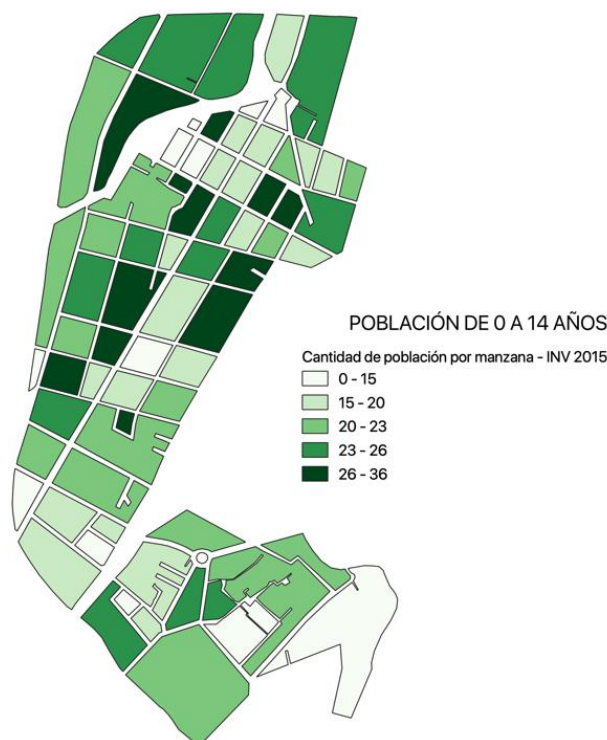 POBLACIÓN DE 0 A 14 AÑOS
Cantidad de población por manzana - INV 2015
0 - 15
15 - 20
20 - 23
23 - 26
26 - 36